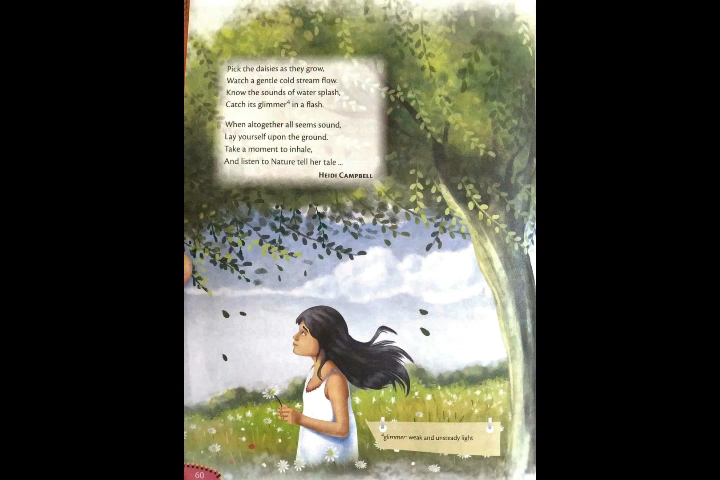 Pick the daisies as they grow,
Watch a gentle cold stream flow.
Know the sounds of water splash,
Catch its glimmer* in a flash.
When altogether all seems sound,
Lay yourself upon the ground.
Take a moment to inhale,
And listen to Nature tell her tale ...
HEIDI CAMPBELL
*glimmer weak and unsteady light
60